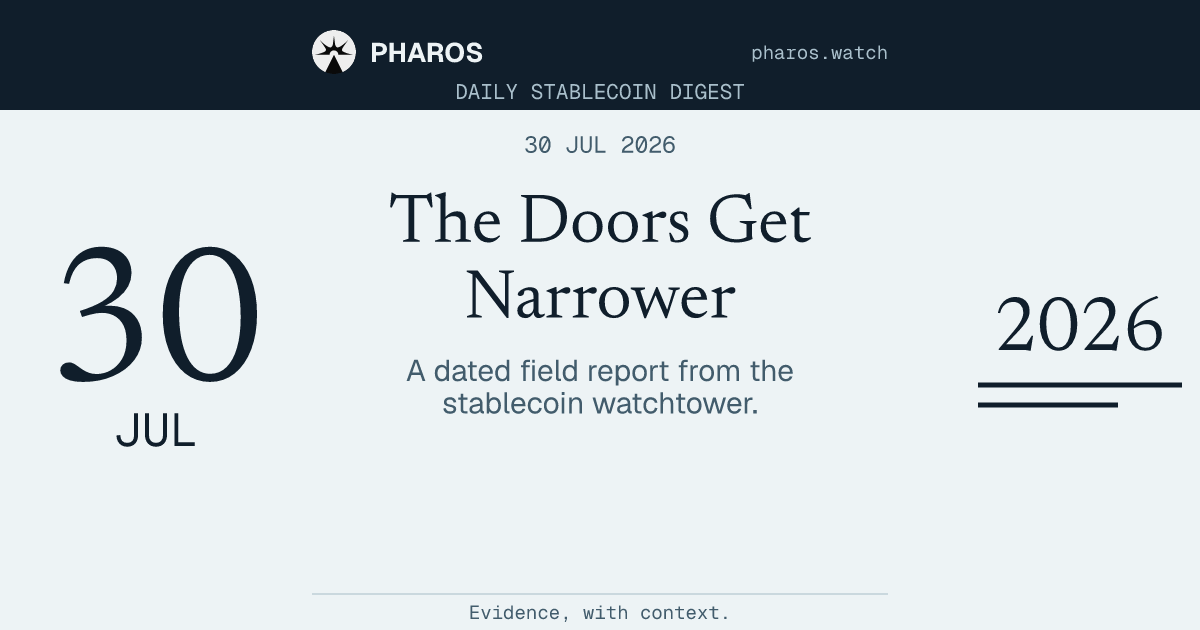 PHAROS
pharos.watch
DAILY STABLECOIN DIGEST
30 JUL 2026
The Doors Get
Narrower
A dated field report from the
stablecoin watchtower.
30
JUL
2026
Evidence, with context.